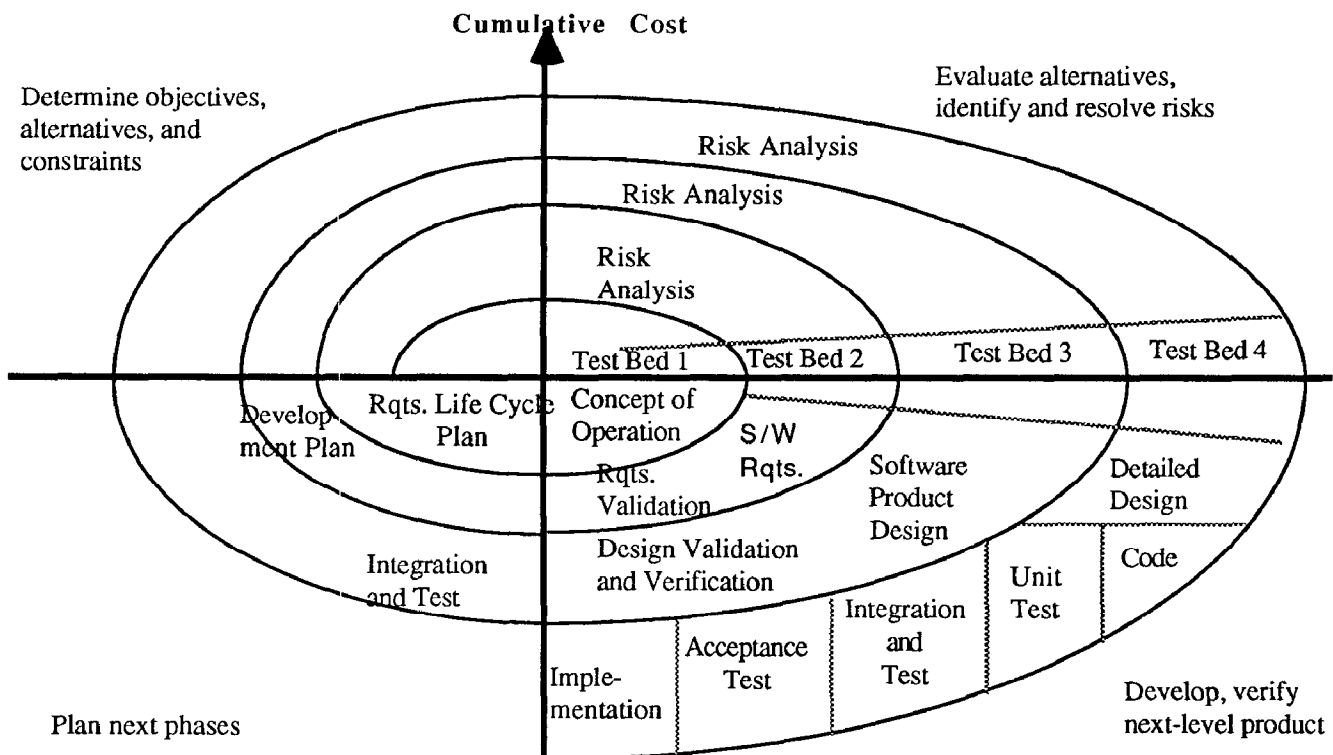 Cumulative Cost
Determine objectives,
alternatives, and
constraints
Evaluate alternatives,
identify and resolve risks
Risk Analysis
Risk Analysis
Risk
Analysis
Test Bed 1
Test Bed 2
Test Bed 3
Test Bed 4
Rqts. Life Cycle
Plan
Develop-
ment Plan
Concept of
Operation
S/W
Rqts.
Rqts.
Validation
Software
Product
Design
Detailed
Design
Integration
and Test
Design Validation
and Verification
Code
Unit
Test
Integration
and
Test
Acceptance
Test
Imple-
mentation
Plan next phases
Develop, verify
next-level product